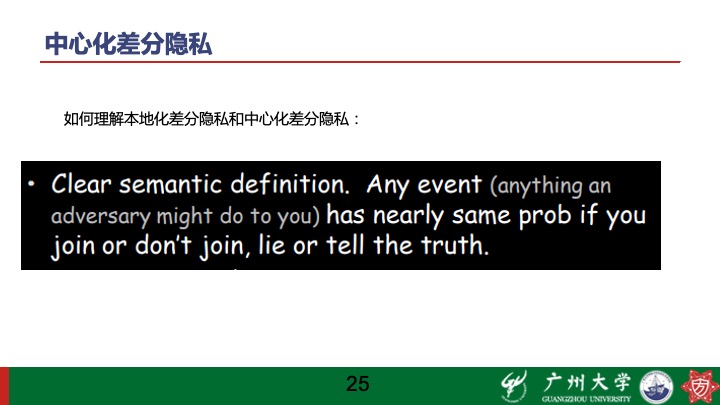 中心化差分隐私
如何理解本地化差分隐私和中心化差分隐私：
• Clear semantic definition. Any event (anything an
adversary might do to you) has nearly same prob if you
join or don't join, lie or tell the truth.
25
广州大学
GUANGZHOU UNIVERSITY